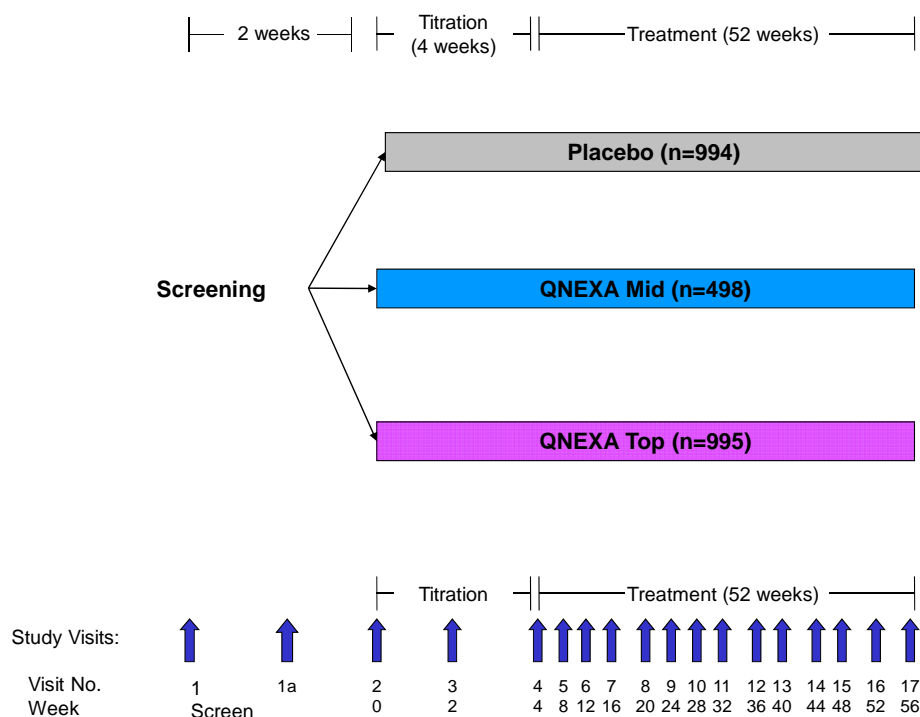 2 weeks
Titration
(4 weeks)
Treatment (52 weeks)
Placebo (n=994)
Screening
QNEXA Mid (n=498)
QNEXA Top (n=995)
Titration
Treatment (52 weeks)
Study Visits:
Visit No. 1 1a 2 3 4 5 6 7 8 9 10 11 12 13 14 15 16 17
Week Screen 0 2 4 8 12 16 20 24 28 32 36 40 44 48 52 56